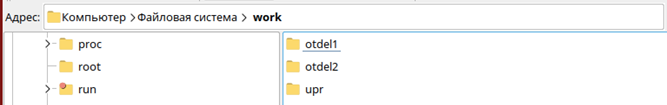 Адрес: Компьютер >Файловая система > work
proc
root
run
otdel1
otdel2
upr